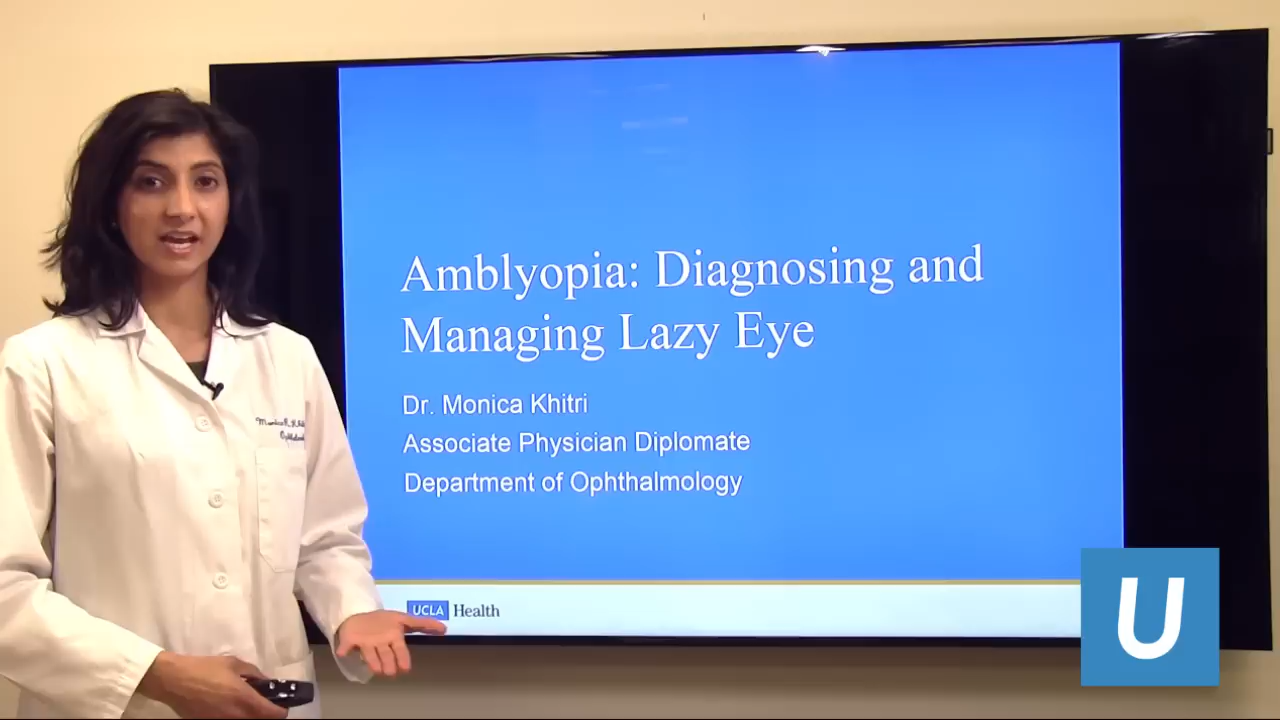 Amblyopia: Diagnosing and
Managing Lazy Eye
Dr. Monica Khitri
Associate Physician Diplomate
Department of Ophthalmology
UCLA Health
U